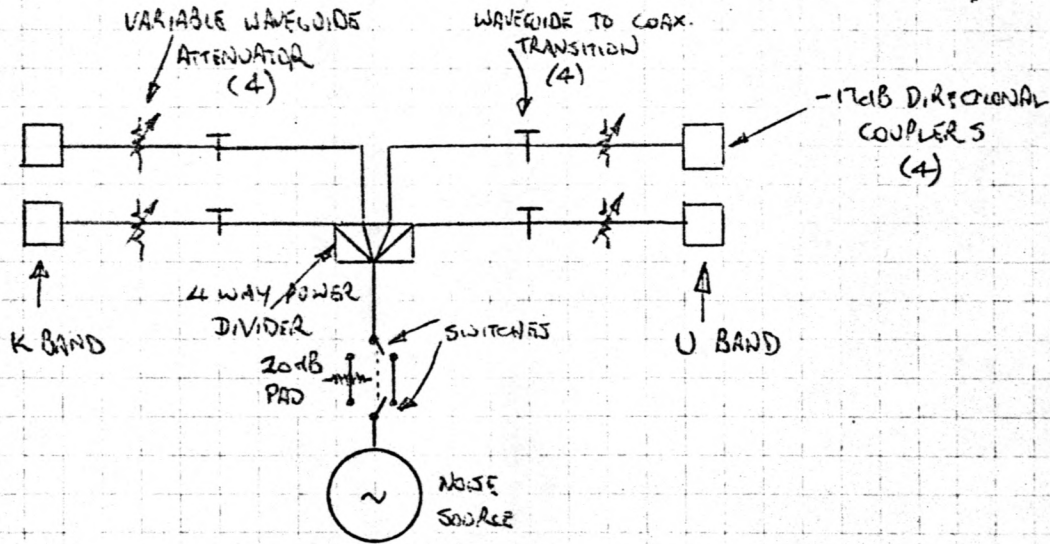 VARIABLE WAVEGUIDE
ATTENUATOR
(4)
WAVEGUIDE TO COAX.
TRANSITION
(4)
-17dB DIRECTIONAL
COUPLERS
(4)
4 WAY POWER
DIVIDER
SWITCHES
K BAND
U BAND
20dB
PAD
NOISE
SOURCE